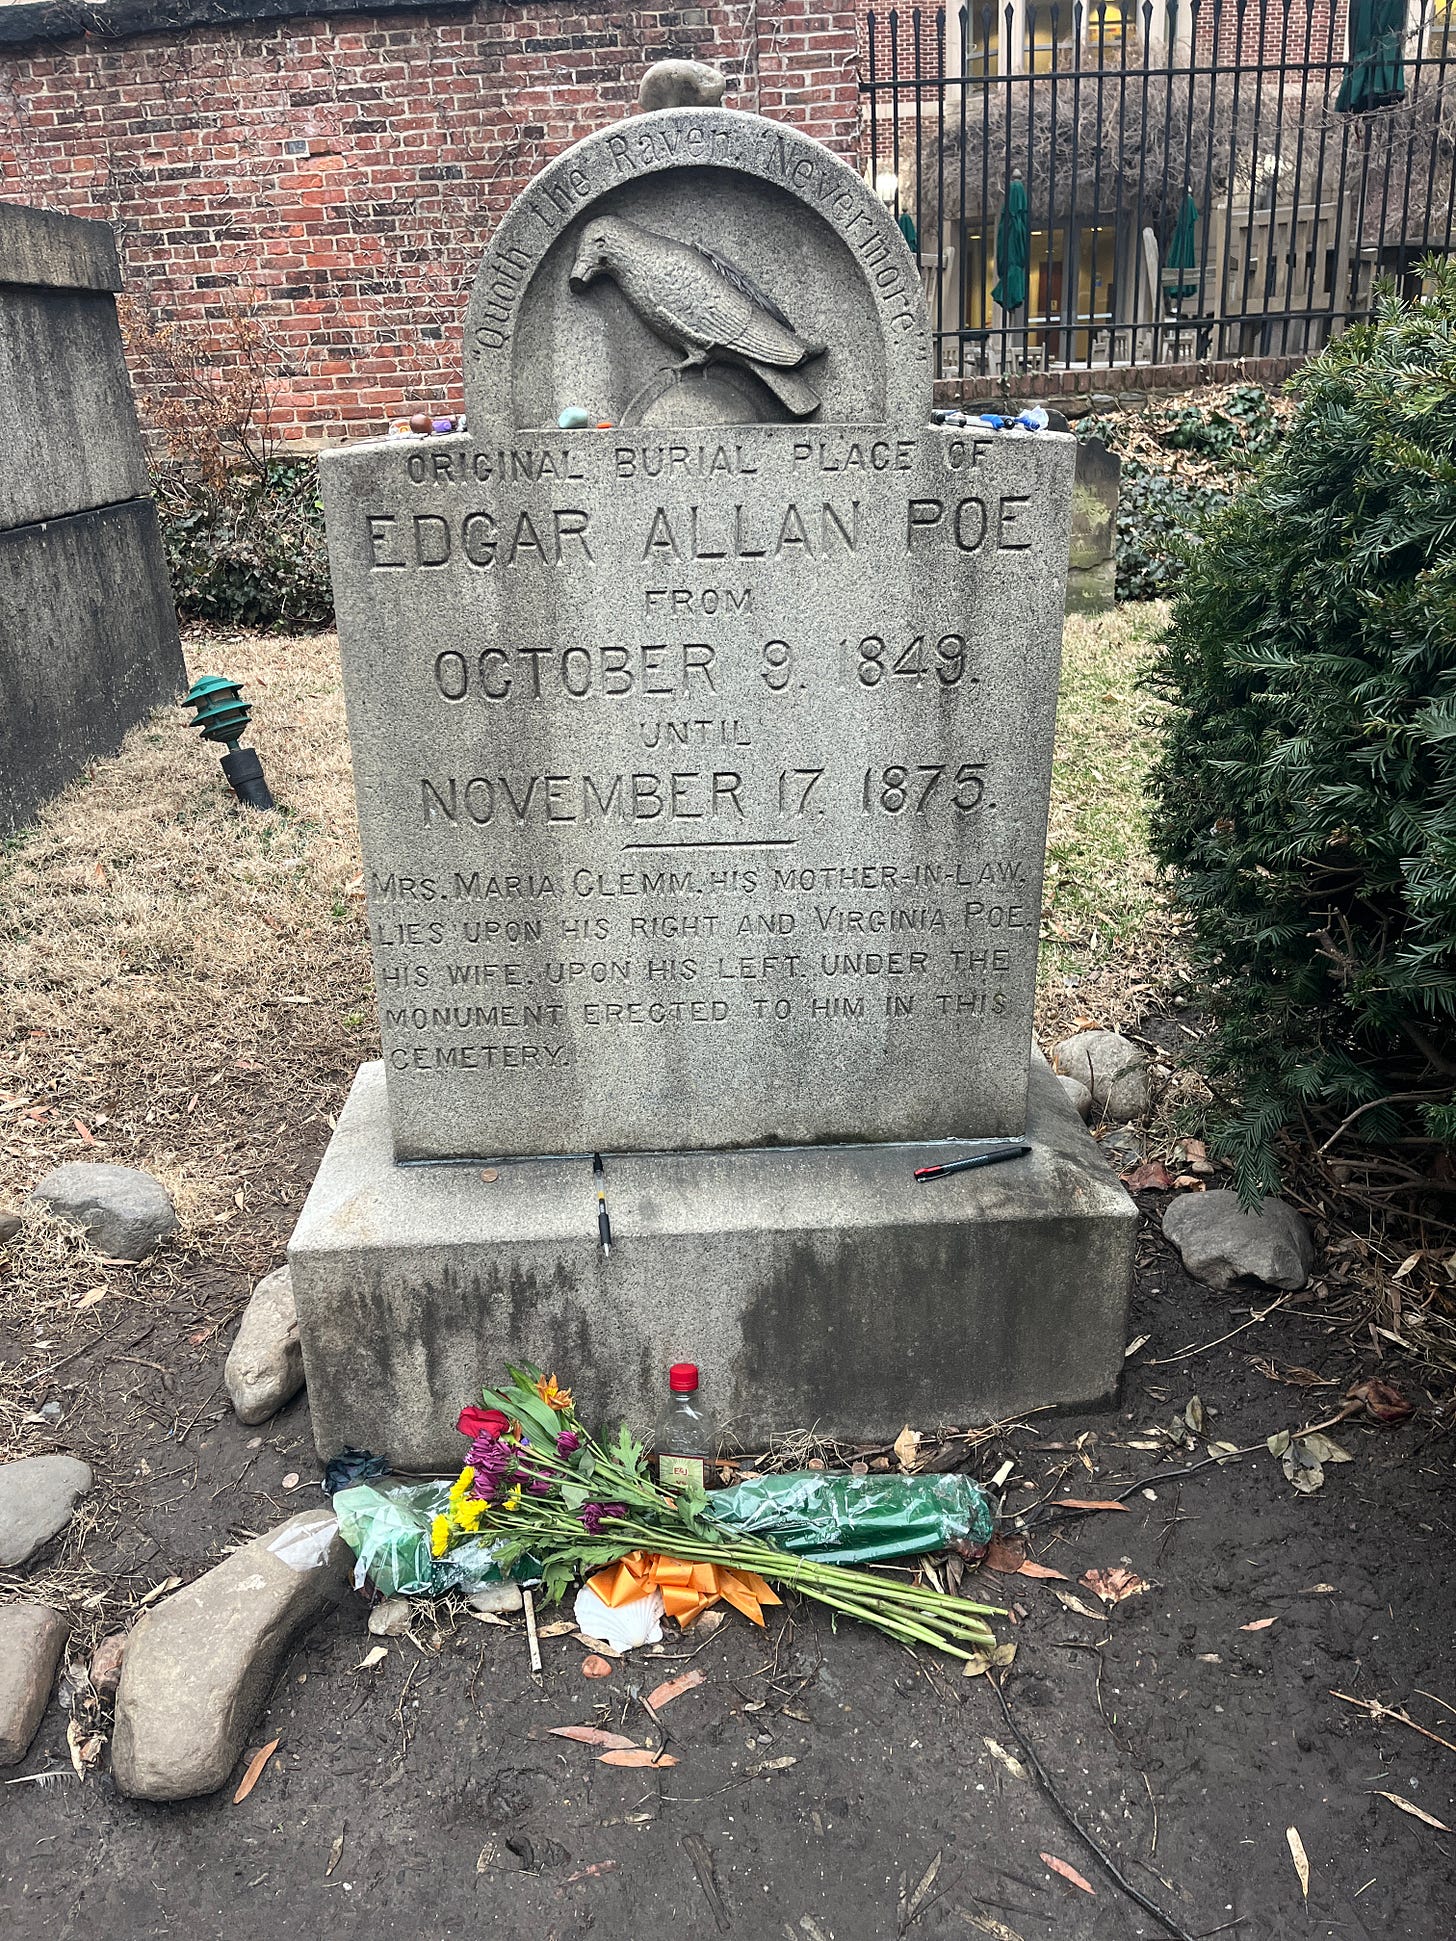 "Quoth the Raven, 'Nevermore'"
ORIGINAL BURIAL PLACE OF
EDGAR ALLAN POE
FROM
OCTOBER 9. 1849.
UNTIL
NOVEMBER 17. 1875.
MRS. MARIA CLEMM, HIS MOTHER-IN-LAW,
LIES UPON HIS RIGHT AND VIRGINIA POE,
HIS WIFE, UPON HIS LEFT, UNDER THE
MONUMENT ERECTED TO HIM IN THIS
CEMETERY.
E&J